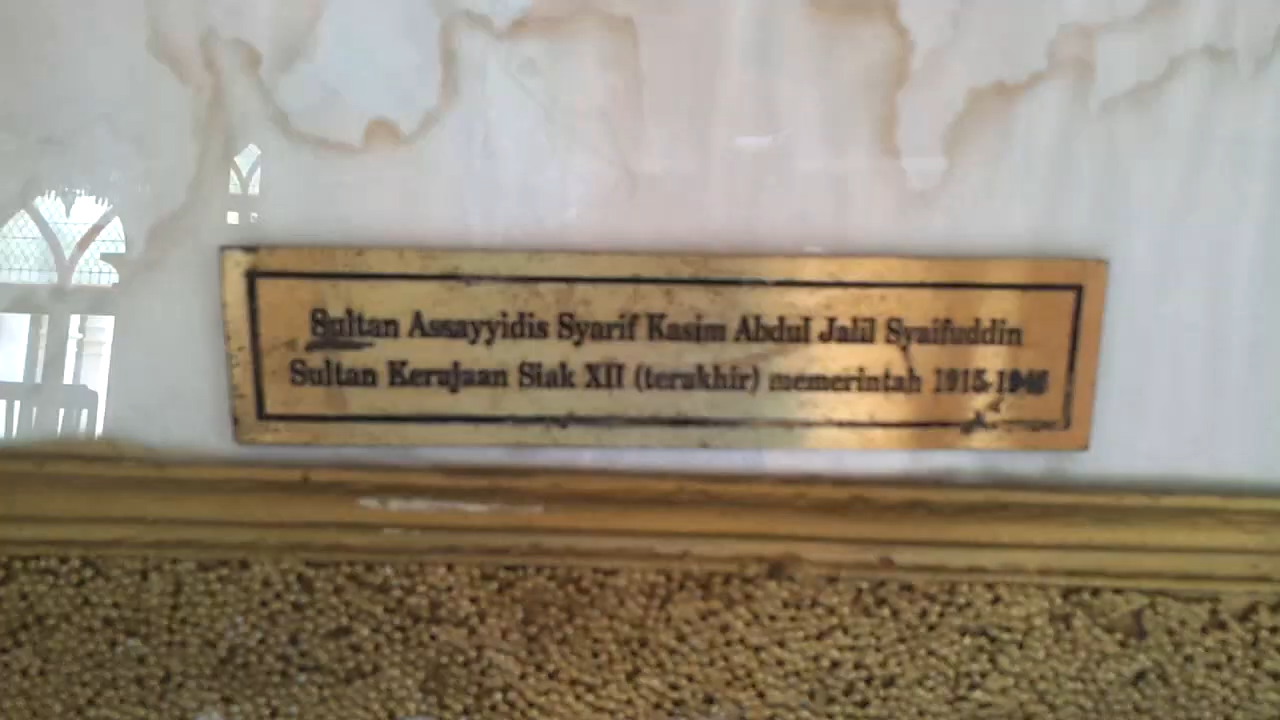 Sultan Assayyidis Syarif Kasim Abdul Jalil Syaifuddin
Sultan Kerajaan Siak XII (terakhir) memerintah 1915-1946